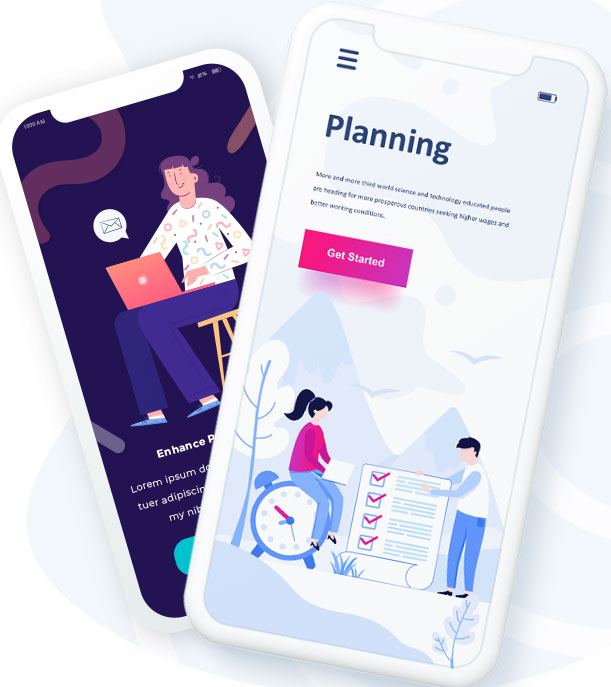 10:00 AM
Enhance
Lorem ipsum
tuer adipiscin
my nib
Planning
More and more third world science and technology educated people
are heading for more prosperous countries seeking higher wages and
better working conditions.
Get Started